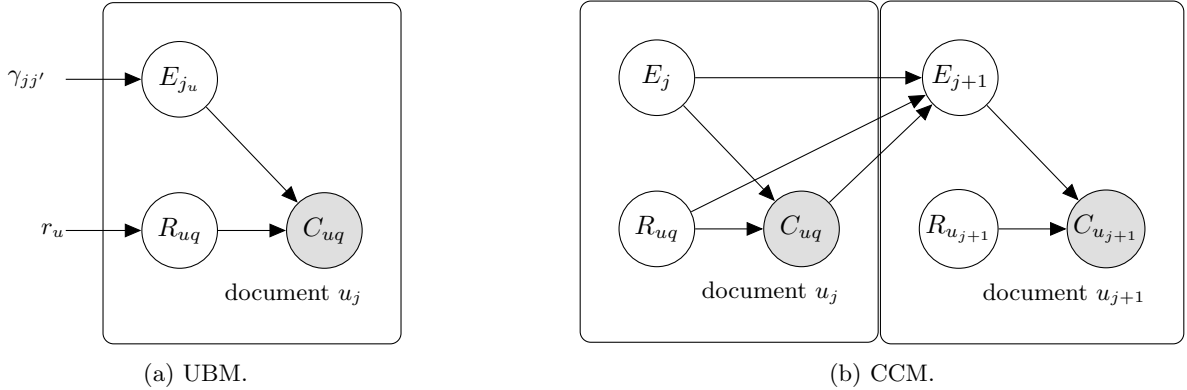 γ_{jj'}
E_{j_u}
r_u
R_{uq}
C_{uq}
document u_j
(a) UBM.
E_j
E_{j+1}
R_{uq}
C_{uq}
R_{u_{j+1}}
C_{u_{j+1}}
document u_j
document u_{j+1}
(b) CCM.